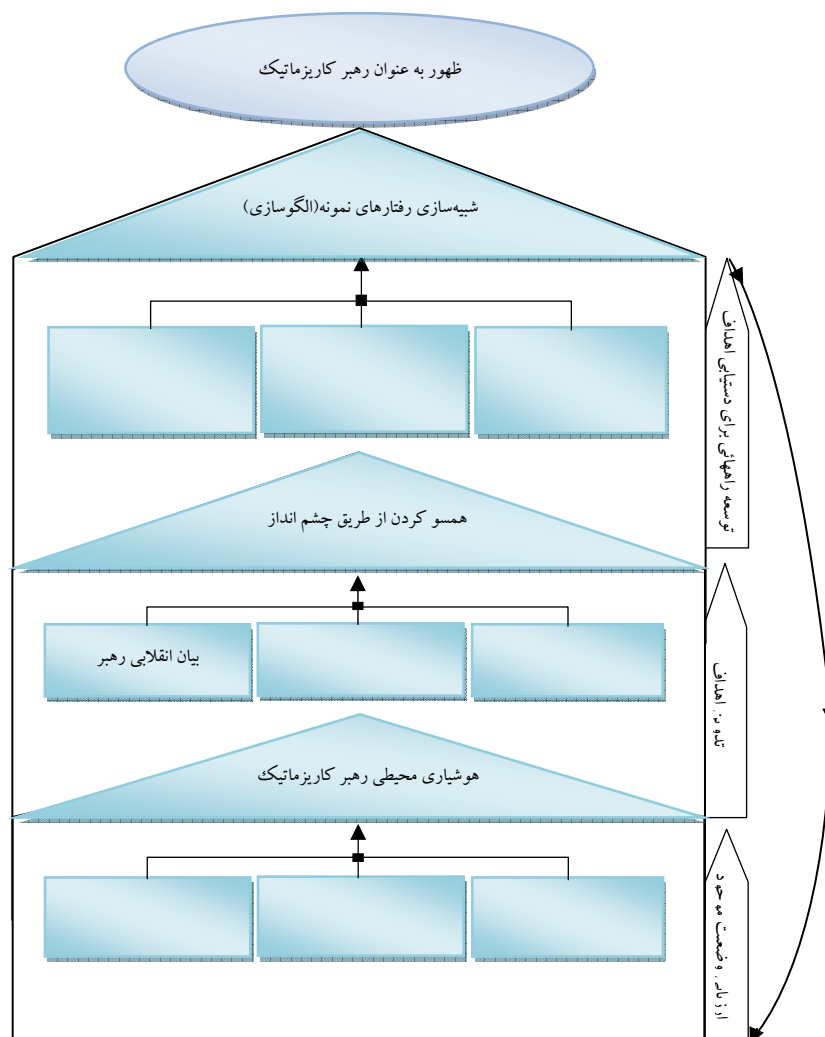 ظهور به عنوان رهبر کاریزماتیک
شبیه‌سازی رفتارهای نمونه(الگوسازی)
توسعه راههائی برای دستیابی اهداف
همسو کردن از طریق چشم انداز
بیان انقلابی رهبر
تدوین اهداف
هوشیاری محیطی رهبر کاریزماتیک
ارزیابی وضعیت موجود